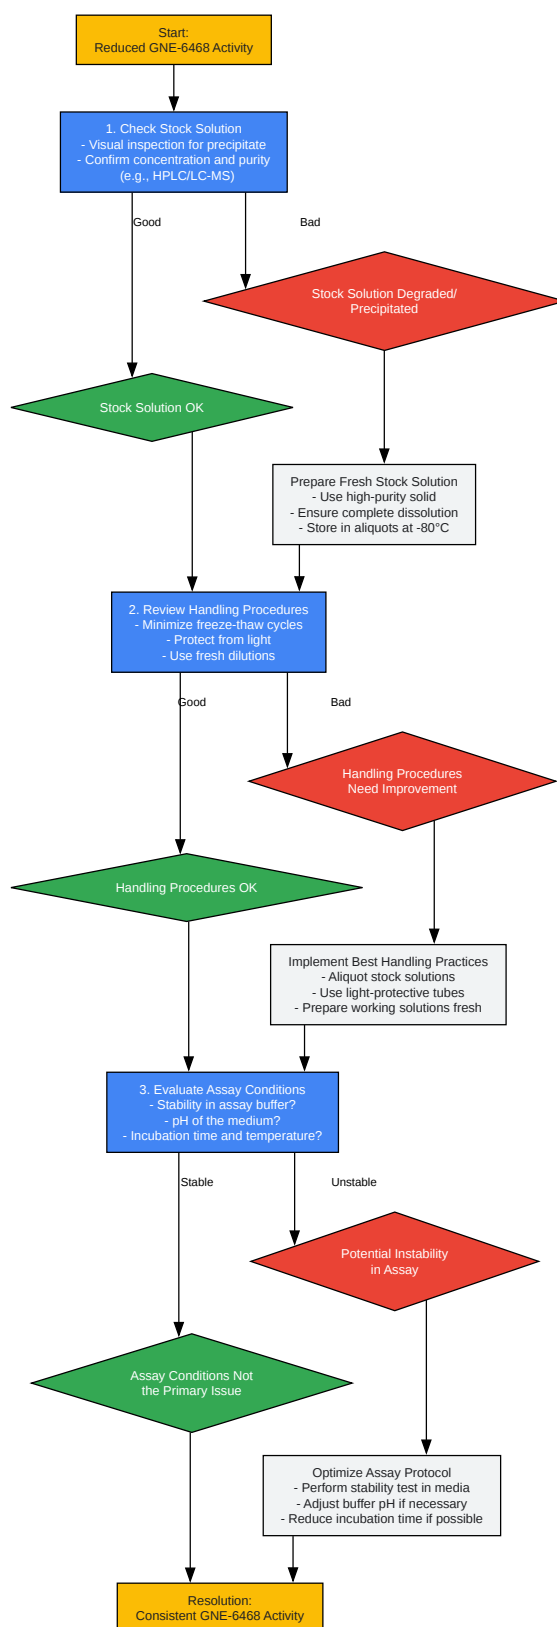 Start:
Reduced GNE-6468 Activity
1. Check Stock Solution
- Visual inspection for precipitate
- Confirm concentration and purity
(e.g., HPLC/LC-MS)
Good
Bad
Stock Solution Degraded/
Precipitated
Stock Solution OK
Prepare Fresh Stock Solution
- Use high-purity solid
- Ensure complete dissolution
- Store in aliquots at -80°C
2. Review Handling Procedures
- Minimize freeze-thaw cycles
- Protect from light
- Use fresh dilutions
Good
Bad
Handling Procedures
Need Improvement
Handling Procedures OK
Implement Best Handling Practices
- Aliquot stock solutions
- Use light-protective tubes
- Prepare working solutions fresh
3. Evaluate Assay Conditions
- Stability in assay buffer?
- pH of the medium?
- Incubation time and temperature?
Stable
Unstable
Potential Instability
in Assay
Assay Conditions Not
the Primary Issue
Optimize Assay Protocol
- Perform stability test in media
- Adjust buffer pH if necessary
- Reduce incubation time if possible
Resolution:
Consistent GNE-6468 Activity